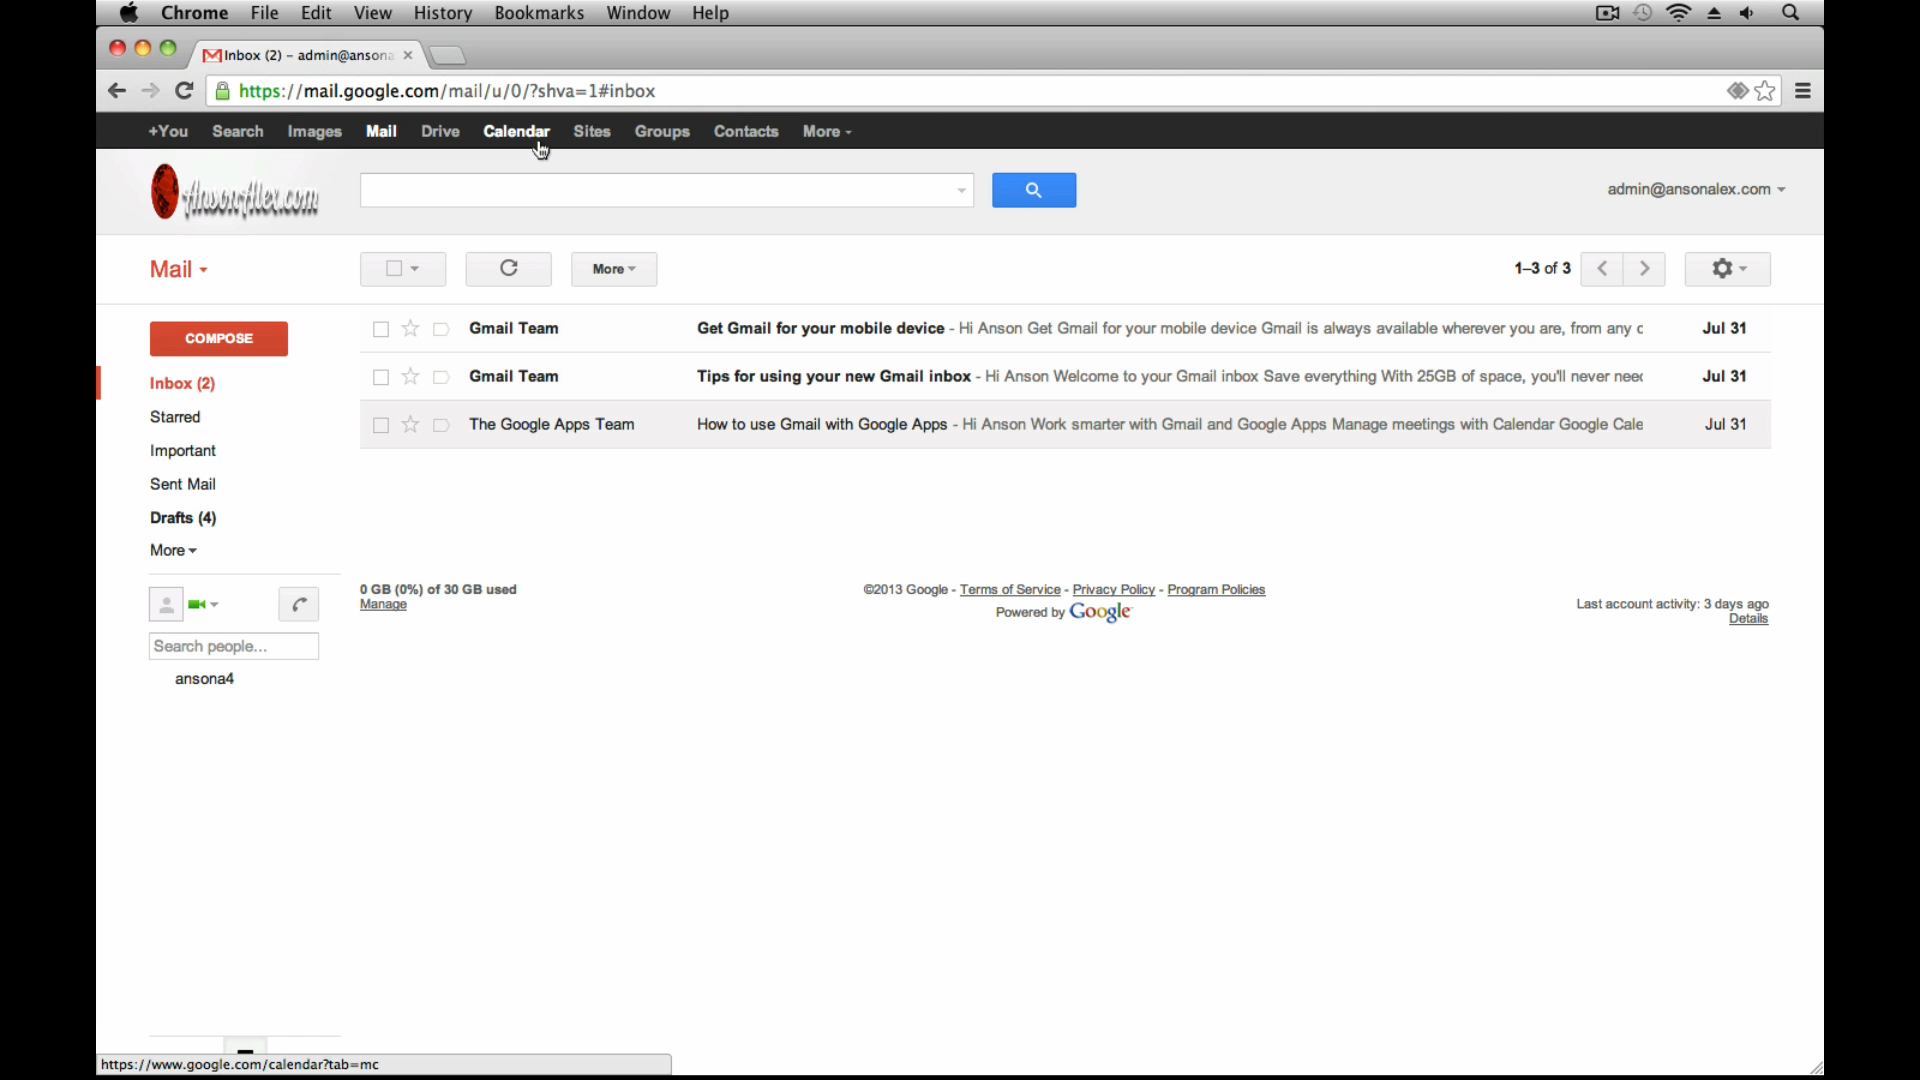 Chrome File Edit View History Bookmarks Window Help
Inbox (2) – admin@ansona
https://mail.google.com/mail/u/0/?shva=1#inbox
+You Search Images Mail Drive Calendar Sites Groups Contacts More
AnsonAlex.com
admin@ansonalex.com
Mail
More
1–3 of 3
COMPOSE
Gmail Team Get Gmail for your mobile device - Hi Anson Get Gmail for your mobile device Gmail is always available wherever you are, from any Jul 31
Gmail Team Tips for using your new Gmail inbox - Hi Anson Welcome to your Gmail inbox Save everything With 25GB of space, you'll never need Jul 31
The Google Apps Team How to use Gmail with Google Apps - Hi Anson Work smarter with Gmail and Google Apps Manage meetings with Calendar Google Cale Jul 31
Inbox (2)
Starred
Important
Sent Mail
Drafts (4)
More
Search people...
ansona4
0 GB (0%) of 30 GB used
Manage
©2013 Google - Terms of Service - Privacy Policy - Program Policies
Powered by Google
Last account activity: 3 days ago
Details
https://www.google.com/calendar?tab=mc